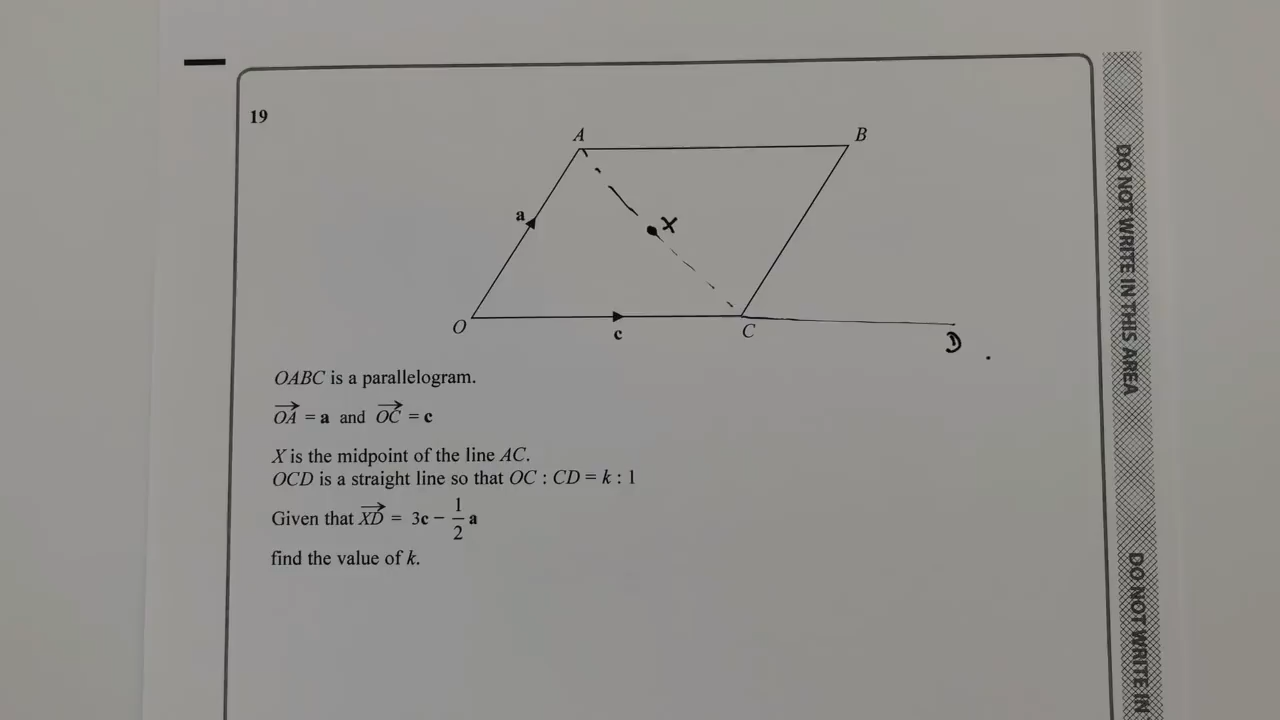 19
A
B
a
X
O
c
C
D
OABC is a parallelogram.
OA = a and OC = c
X is the midpoint of the line AC.
OCD is a straight line so that OC : CD = k : 1
Given that XD = 3c − 1/2 a
find the value of k.
DO NOT WRITE IN THIS AREA
DO NOT WRITE IN